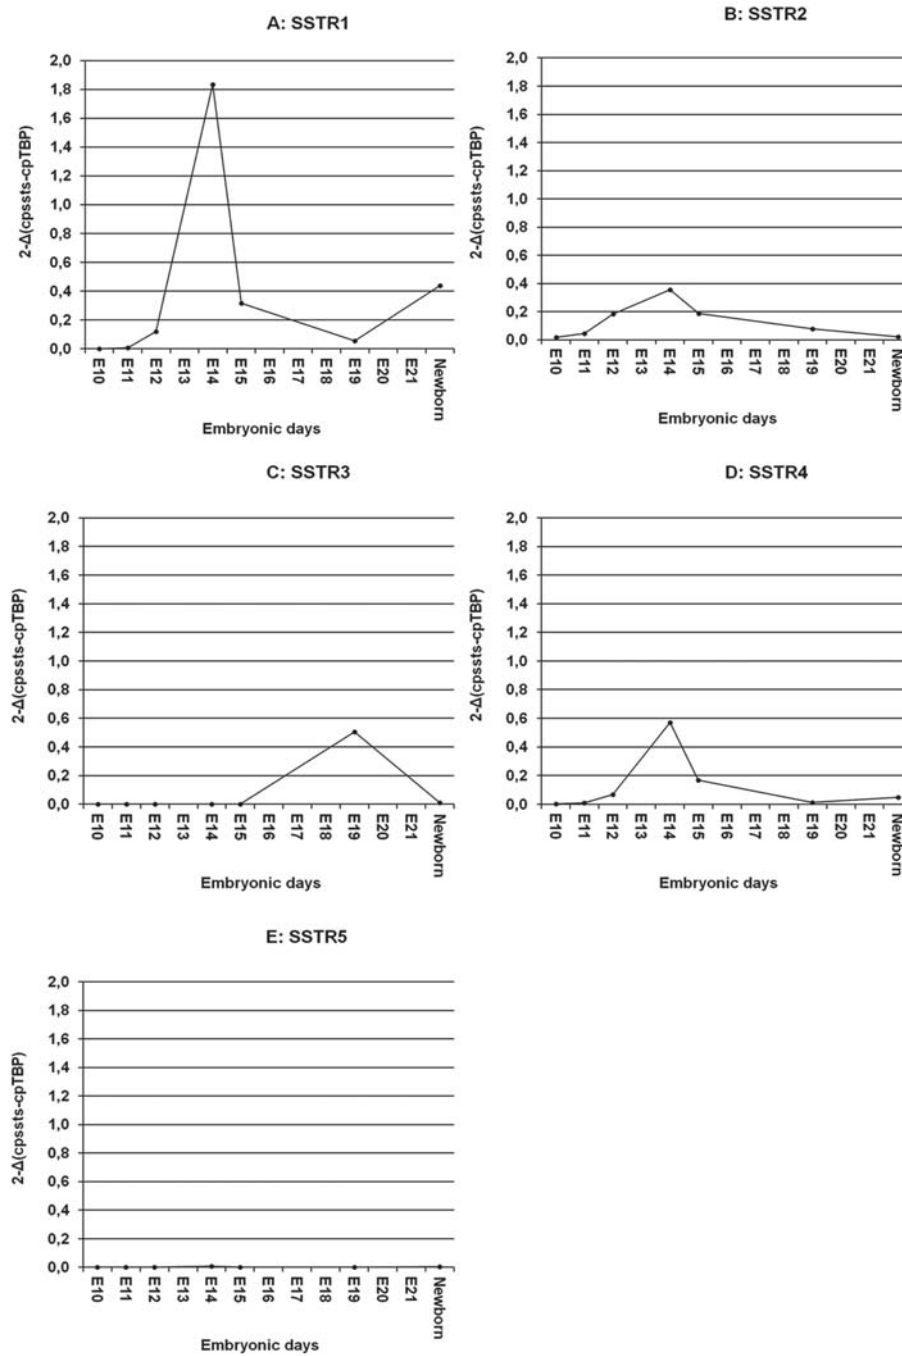 A: SSTR1
2,0
1,8
1,6
1,4
1,2
1,0
0,8
0,6
0,4
0,2
0,0
2-Δ(cpssts-cpTBP)
E10
E11
E12
E13
E14
E15
E17
E18
E19
E20
E21
Newborn
Embryonic days
B: SSTR2
2,0
1,8
1,6
1,4
1,2
1,0
0,8
0,6
0,4
0,2
0,0
2-Δ(cpssts-cpTBP)
E10
E11
E12
E13
E14
E15
E17
E18
E19
E20
E21
Newborn
Embryonic days
C: SSTR3
2,0
1,8
1,6
1,4
1,2
1,0
0,8
0,6
0,4
0,2
0,0
2-Δ(cpssts-cpTBP)
E10
E11
E12
E13
E14
E15
E17
E18
E19
E20
E21
Newborn
Embryonic days
D: SSTR4
2,0
1,8
1,6
1,4
1,2
1,0
0,8
0,6
0,4
0,2
0,0
2-Δ(cpssts-cpTBP)
E10
E11
E12
E13
E14
E15
E17
E18
E19
E20
E21
Newborn
Embryonic days
E: SSTR5
2,0
1,8
1,6
1,4
1,2
1,0
0,8
0,6
0,4
0,2
0,0
2-Δ(cpssts-cpTBP)
E10
E11
E12
E13
E14
E15
E17
E18
E19
E20
E21
Newborn
Embryonic days